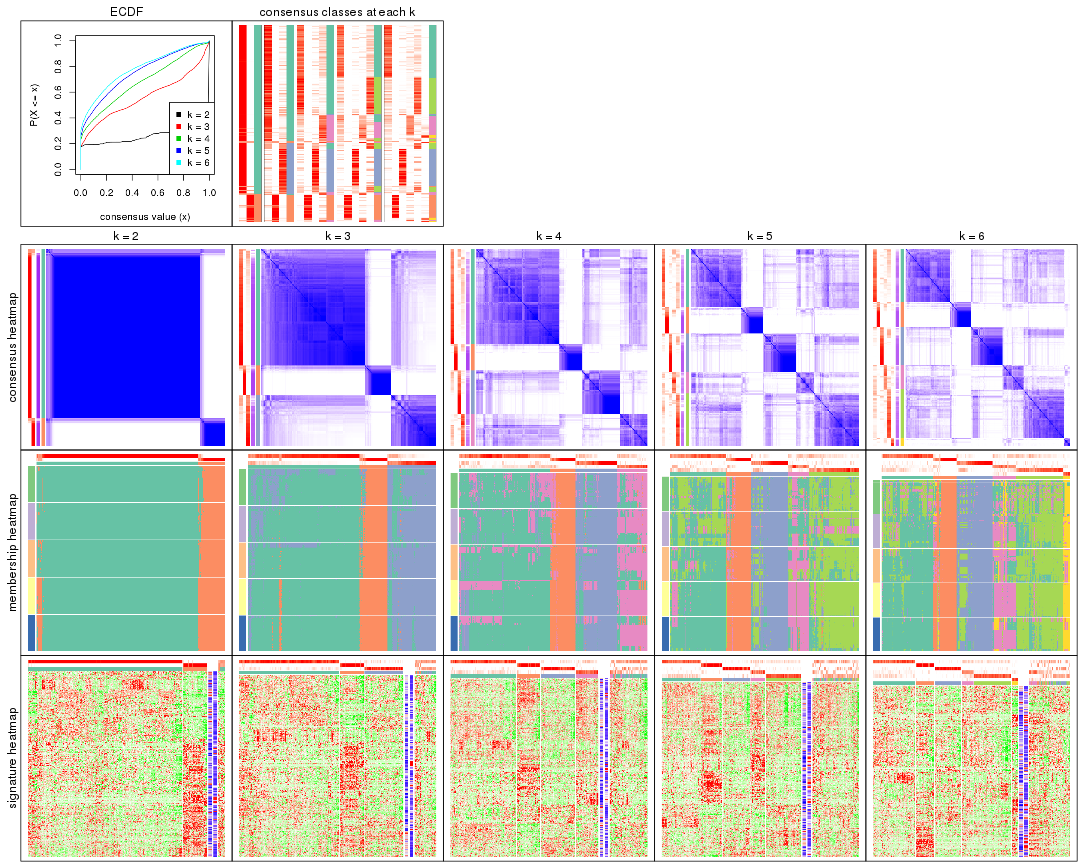 ECDF
consensus classes at each k
P(X <= x)
0.0 0.2 0.4 0.6 0.8 1.0
k = 2
k = 3
k = 4
k = 5
k = 6
0.0 0.2 0.4 0.6 0.8 1.0
consensus value (x)
k = 2
k = 3
k = 4
k = 5
k = 6
consensus heatmap
membership heatmap
signature heatmap